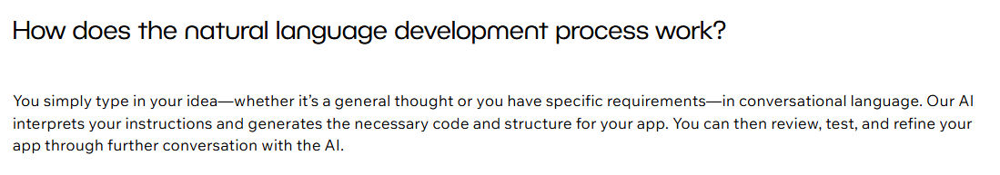 How does the natural language development process work?
You simply type in your idea—whether it’s a general thought or you have specific requirements—in conversational language. Our AI
interprets your instructions and generates the necessary code and structure for your app. You can then review, test, and refine your
app through further conversation with the AI.